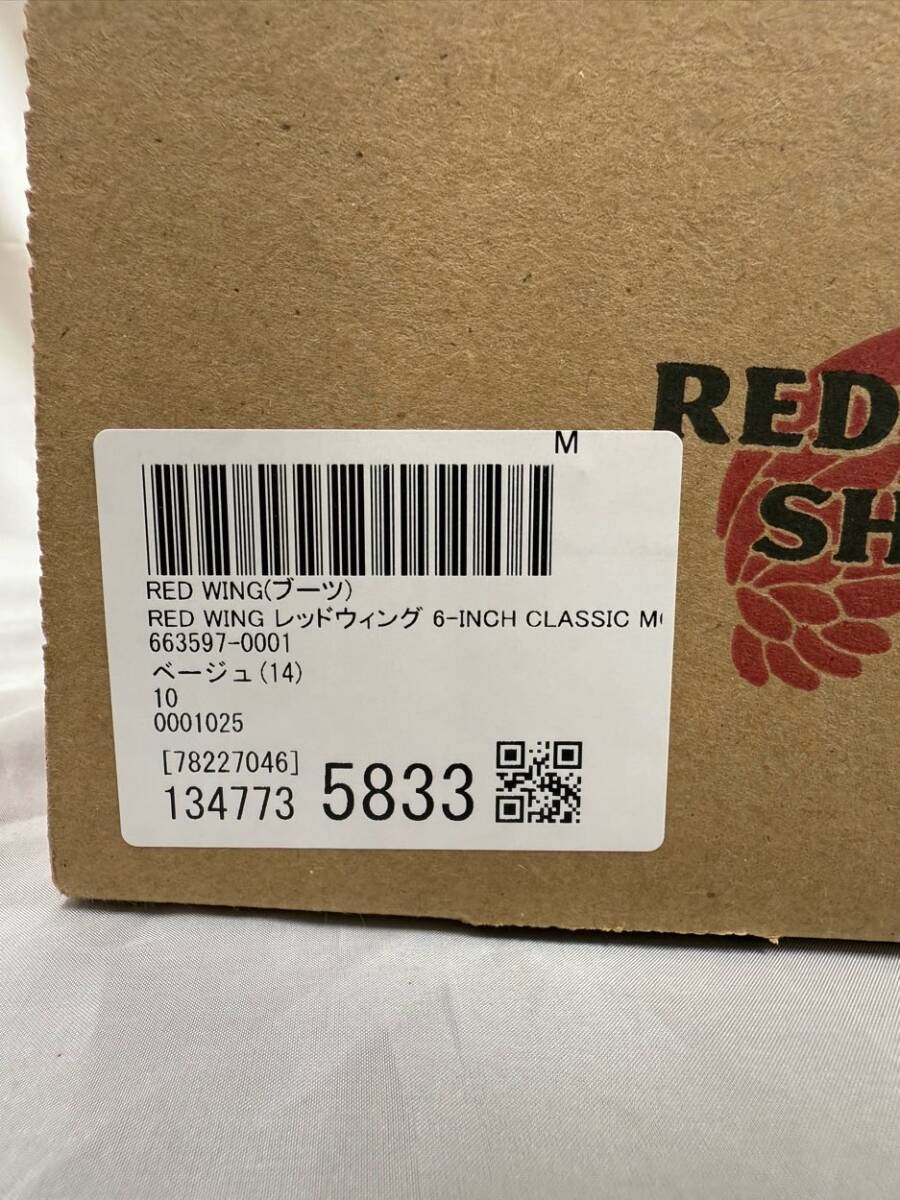 RED
SH
M
RED WING(ブーツ)
RED WING レッドウィング 6-INCH CLASSIC M
663597-0001
ベージュ(14)
10
0001025
[78227046]
134773 5833